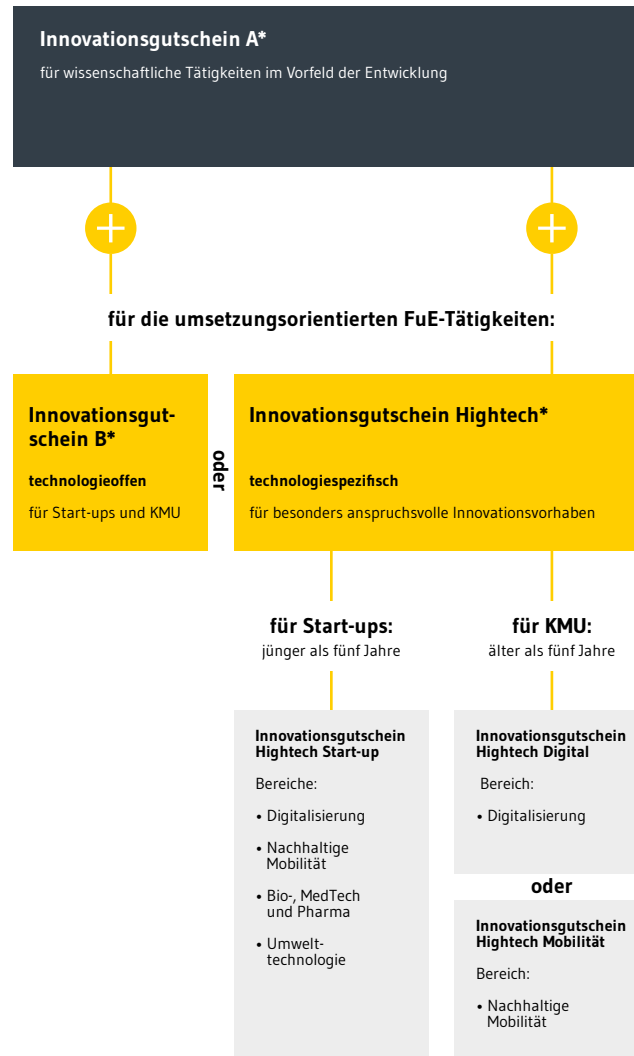 Innovationsgutschein A*
für wissenschaftliche Tätigkeiten im Vorfeld der Entwicklung
für die umsetzungsorientierten FuE-Tätigkeiten:
Innovationsgut-
schein B*
technologieoffen
für Start-ups und KMU
oder
Innovationsgutschein Hightech*
technologiespezifisch
für besonders anspruchsvolle Innovationsvorhaben
für Start-ups:
jünger als fünf Jahre
für KMU:
älter als fünf Jahre
Innovationsgutschein
Hightech Start-up
Bereiche:
• Digitalisierung
• Nachhaltige
Mobilität
• Bio-, MedTech
und Pharma
• Umwelt-
technologie
Innovationsgutschein
Hightech Digital
Bereich:
• Digitalisierung
oder
Innovationsgutschein
Hightech Mobilität
Bereich:
• Nachhaltige
Mobilität